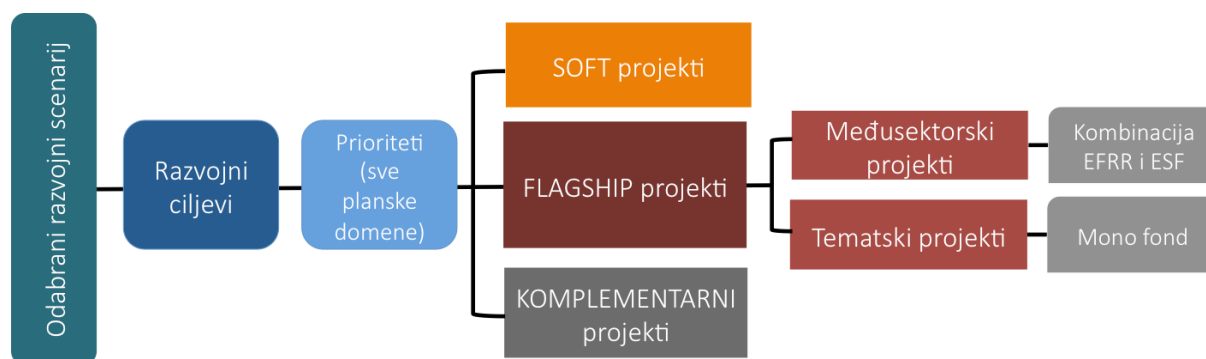 Odabrani razvojni scenarij
Razvojni
ciljevi
Prioriteti
(sve
planske
domene)
SOFT projekti
FLAGSHIP projekti
KOMPLEMENTARNI
projekti
Međusektorski
projekti
Kombinacija
EFRR i ESF
Tematski projekti
Mono fond